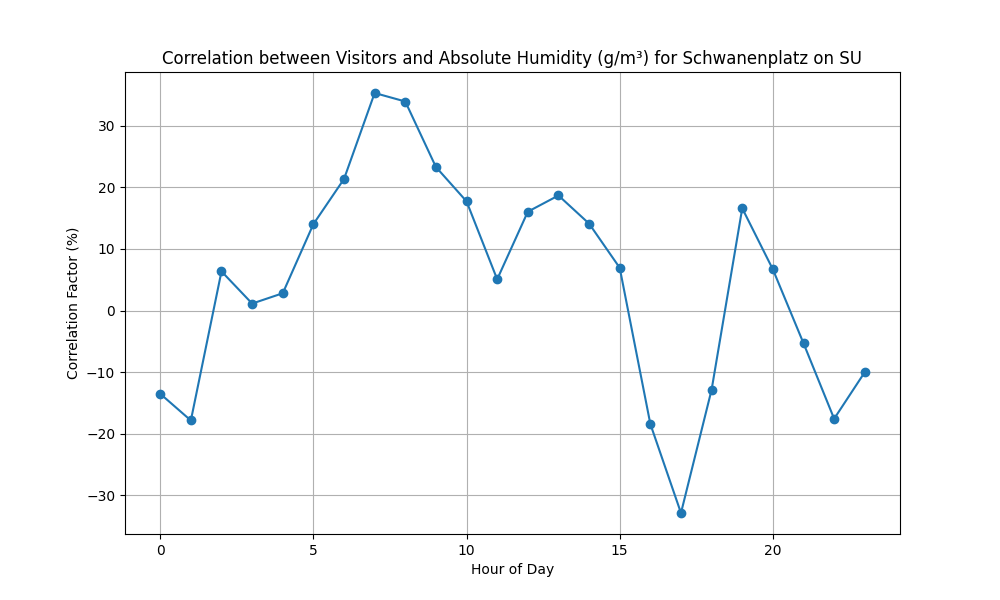 Correlation between Visitors and Absolute Humidity (g/m³) for Schwanenplatz on SU
Correlation Factor (%)
30
20
10
0
−10
−20
−30
0 5 10 15 20
Hour of Day